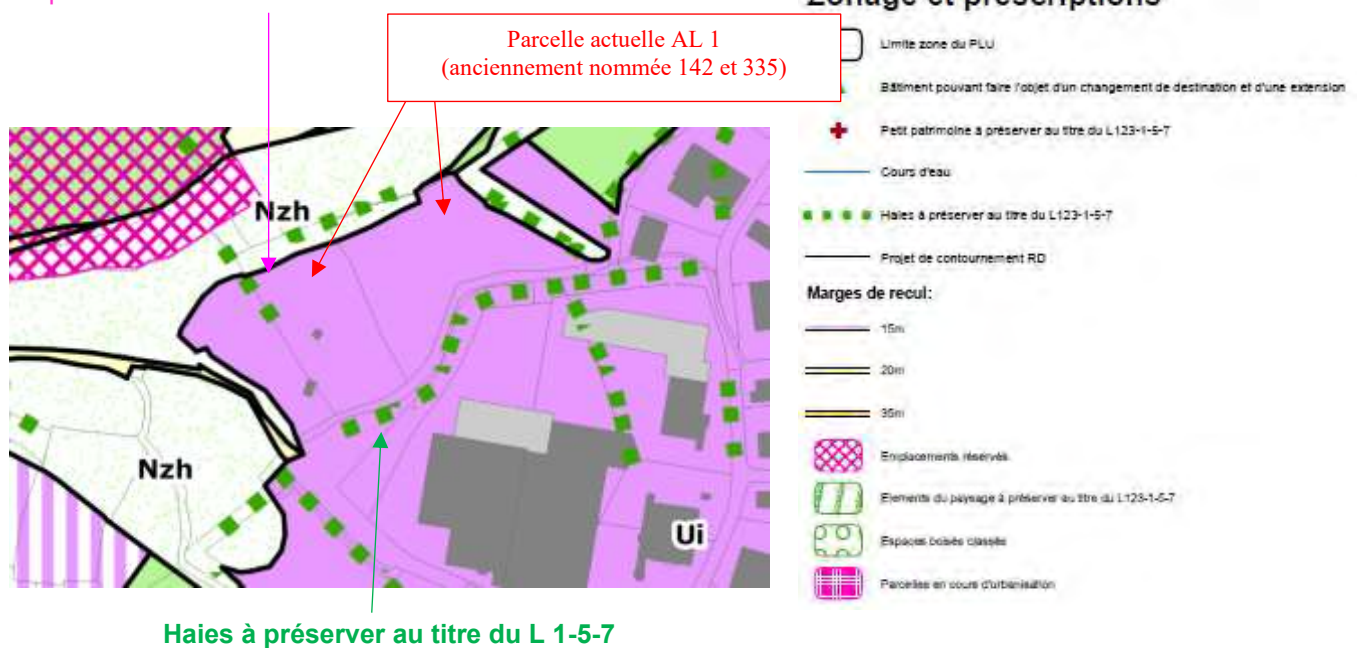 Zonage et prescriptions
Parcelle actuelle AL 1
(anciennement nommée 142 et 335)
Limite zone du PLU
Bâtiment pouvant faire l'objet d'un changement de destination et d'une extension
Petit patrimoine à préserver au titre du L123-1-5-7
Cours d'eau
Haies à préserver au titre du L123-1-5-7
Projet de contournement RD
Marges de recul:
15m
20m
35m
Emplacements réservés
Elements du paysage à préserver au titre du L123-1-5-7
Espaces boisés classés
Parcelles en cours d'urbanisation
Nzh
Nzh
Ui
Haies à préserver au titre du L 1-5-7